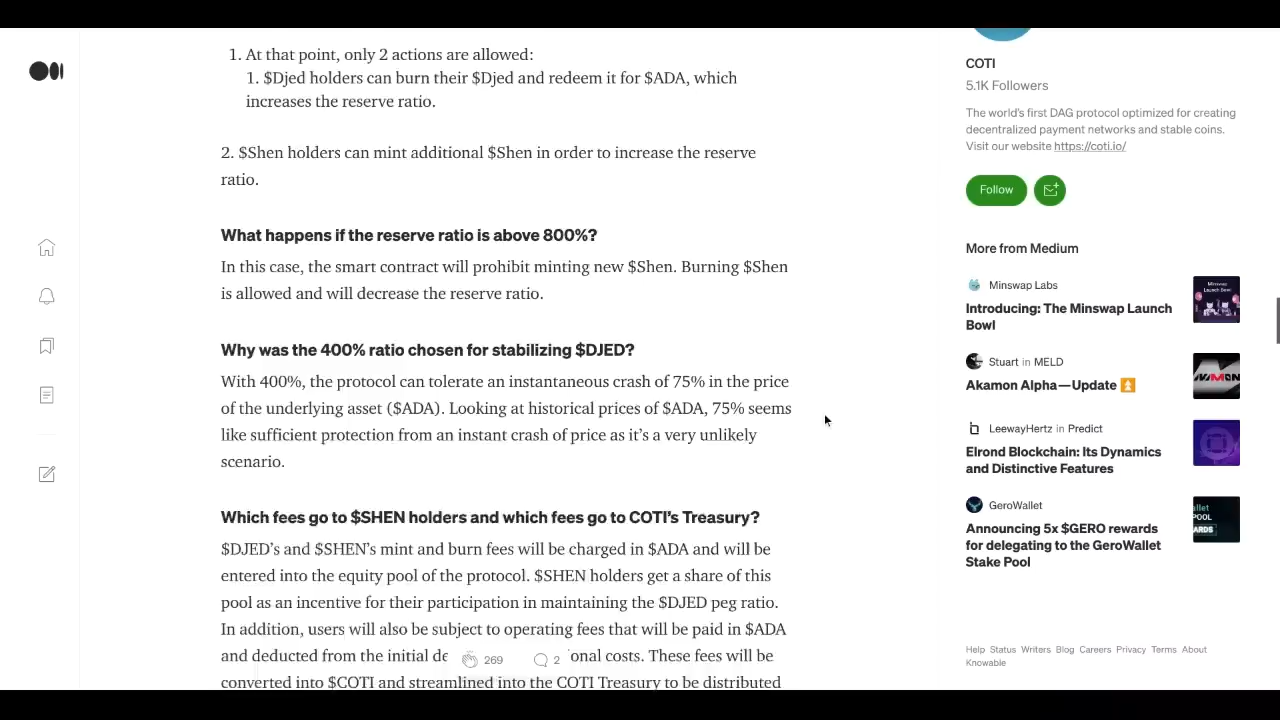 1. At that point, only 2 actions are allowed:
1. $Djed holders can burn their $Djed and redeem it for $ADA, which
increases the reserve ratio.
2. $Shen holders can mint additional $Shen in order to increase the reserve
ratio.
What happens if the reserve ratio is above 800%?
In this case, the smart contract will prohibit minting new $Shen. Burning $Shen
is allowed and will decrease the reserve ratio.
Why was the 400% ratio chosen for stabilizing $DJED?
With 400%, the protocol can tolerate an instantaneous crash of 75% in the price
of the underlying asset ($ADA). Looking at historical prices of $ADA, 75% seems
like sufficient protection from an instant crash of price as it's a very unlikely
scenario.
Which fees go to $SHEN holders and which fees go to COTI's Treasury?
$DJED's and $SHEN's mint and burn fees will be charged in $ADA and will be
entered into the equity pool of the protocol. $SHEN holders get a share of this
pool as an incentive for their participation in maintaining the $DJED peg ratio.
In addition, users will also be subject to operating fees that will be paid in $ADA
and deducted from the initial de
269
2
onal costs. These fees will be
converted into $COTI and streamlined into the COTI Treasury to be distributed
COTI
5.1K Followers
The world's first DAG protocol optimized for creating
decentralized payment networks and stable coins.
Visit our website https://coti.io/
Follow
More from Medium
Minswap Labs
Introducing: The Minswap Launch
Bowl
Minswap
Launch Bowl
Stuart in MELD
Akamon Alpha—Update
LeewayHertz in Predict
Elrond Blockchain: Its Dynamics
and Distinctive Features
GeroWallet
Announcing 5x $GERO rewards
for delegating to the GeroWallet
Stake Pool
allet
POOL
ARDS
Help Status Writers Blog Careers Privacy Terms About
Knowable